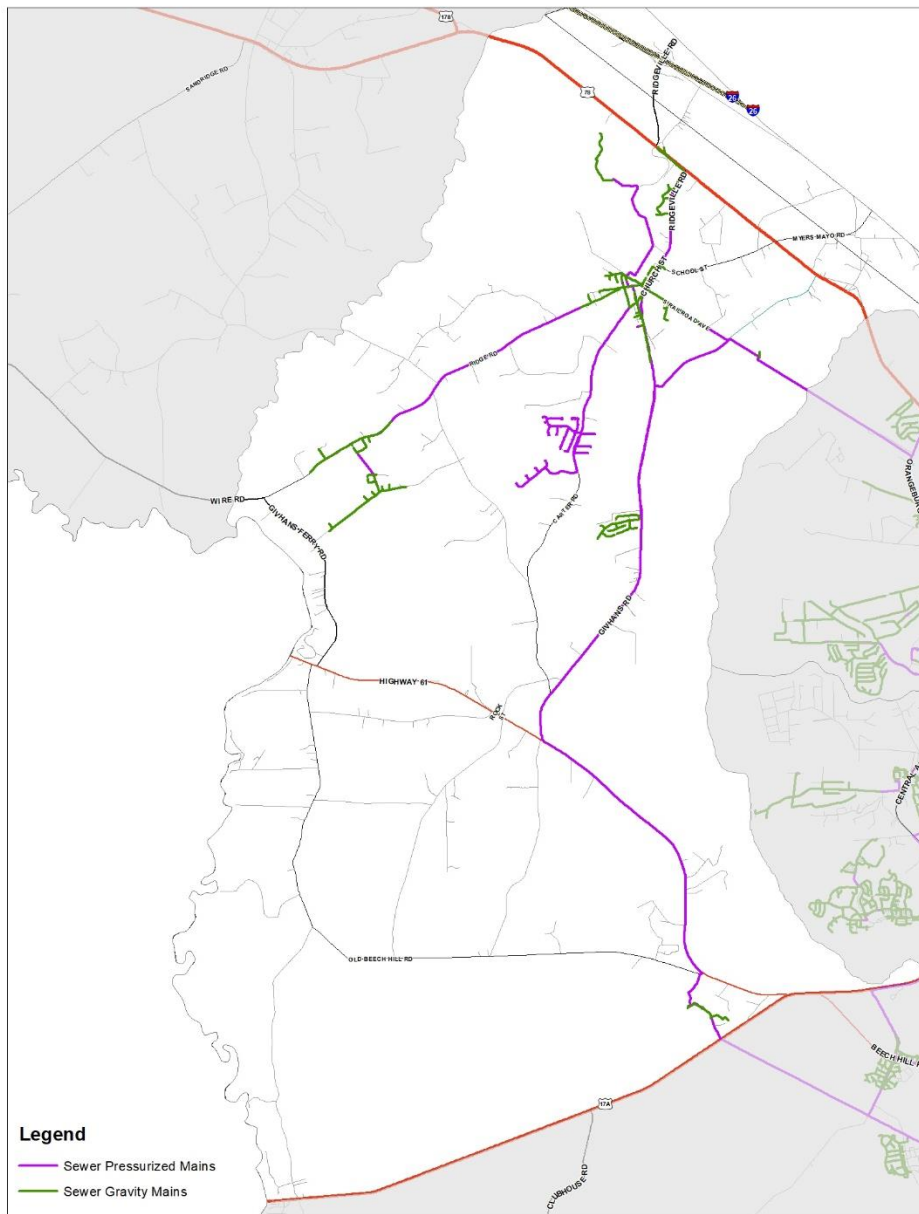 17B
SANDRIDGE RD
RIDGEVILLE RD
26
26
78
RIDGEVILLE RD
MYERS MAYO RD
SCHOOL ST
CHURCH ST
RIDGE RD
ORANGEBURG
WIRE RD
CARTER RD
GIVHANS FERRY RD
GIVHANS RD
HIGHWAY 61
ROCK ST
CENTRAL A
OLD BEECH HILL RD
BEECH HILL R
17A
CLUBHOUSE RD
Legend
Sewer Pressurized Mains
Sewer Gravity Mains